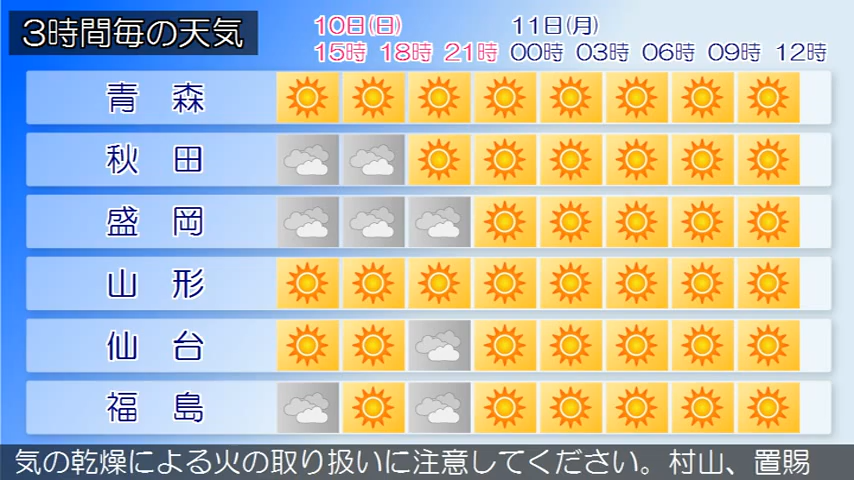 3時間毎の天気
10日(日) 11日(月)
15時 18時 21時 00時 03時 06時 09時 12時
青森
秋田
盛岡
山形
仙台
福島
気の乾燥による火の取り扱いに注意してください。村山、置賜